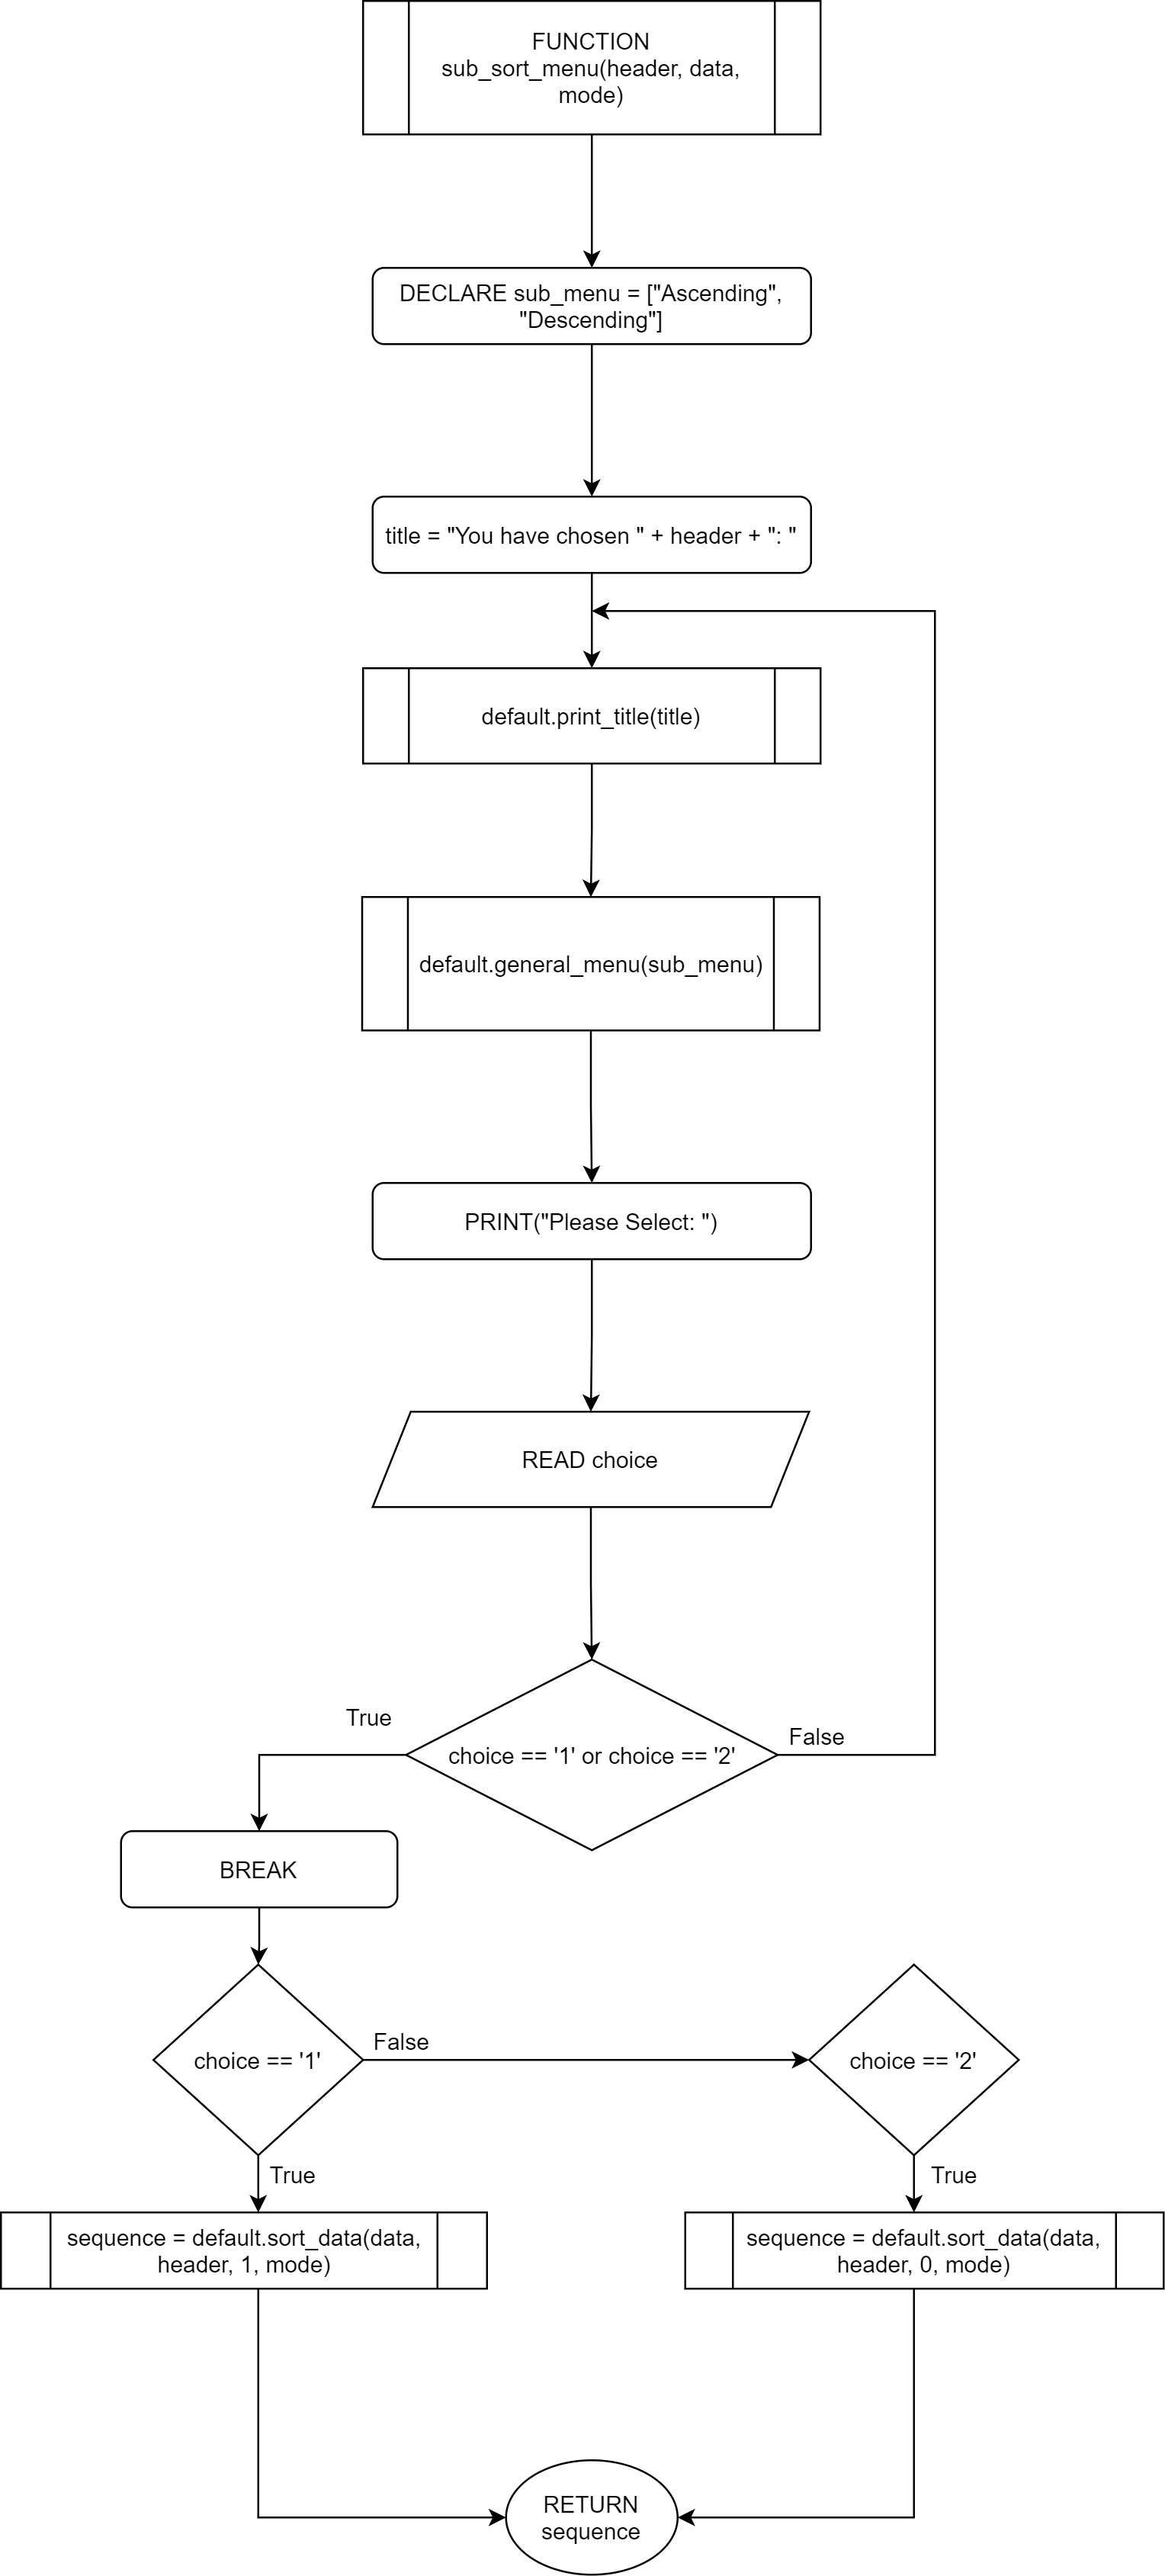 FUNCTION
sub_sort_menu(header, data,
mode)
DECLARE sub_menu = ["Ascending",
"Descending"]
title = "You have chosen " + header + ": "
default.print_title(title)
default.general_menu(sub_menu)
PRINT("Please Select: ")
READ choice
True
False
choice == '1' or choice == '2'
BREAK
choice == '1'
False
choice == '2'
True
True
sequence = default.sort_data(data,
header, 1, mode)
sequence = default.sort_data(data,
header, 0, mode)
RETURN
sequence